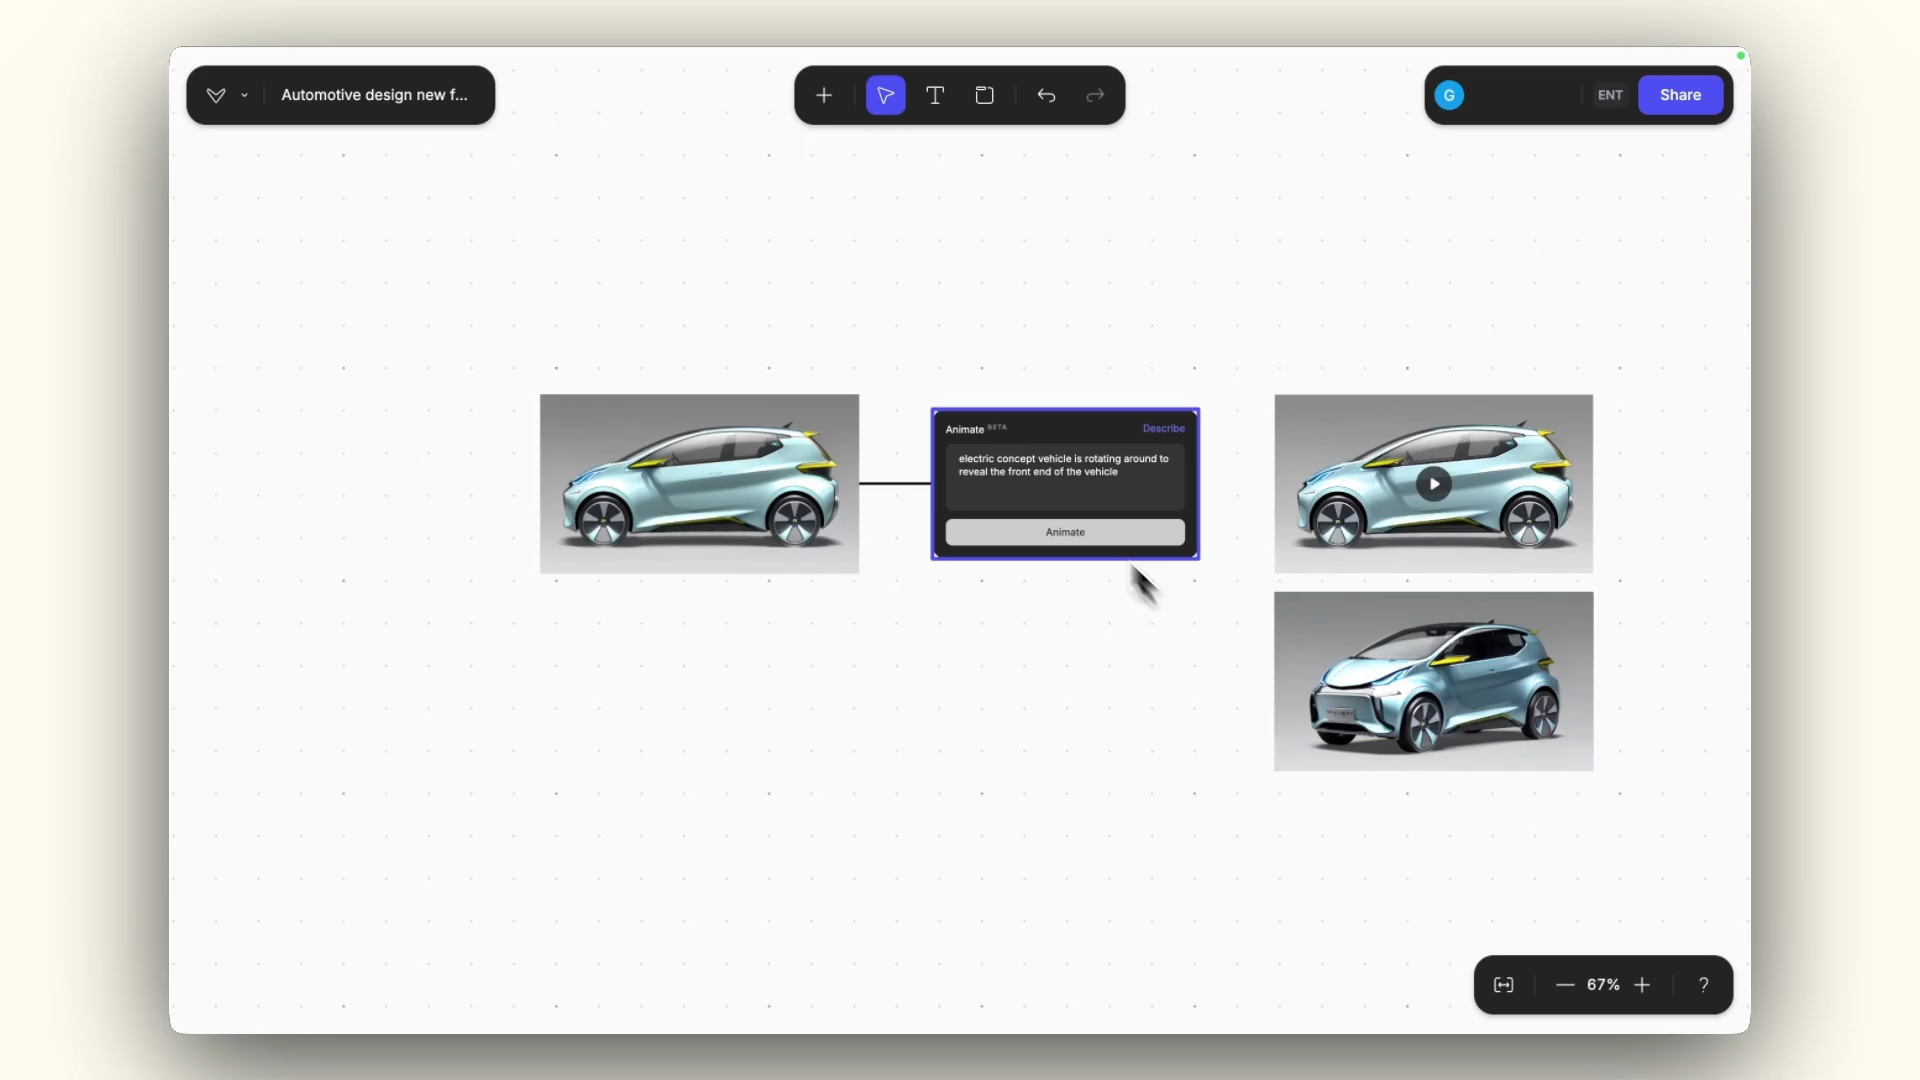 Automotive design new f...
G
ENT
Share
Animate BETA
Describe
electric concept vehicle is rotating around to
reveal the front end of the vehicle
Animate
67%
?